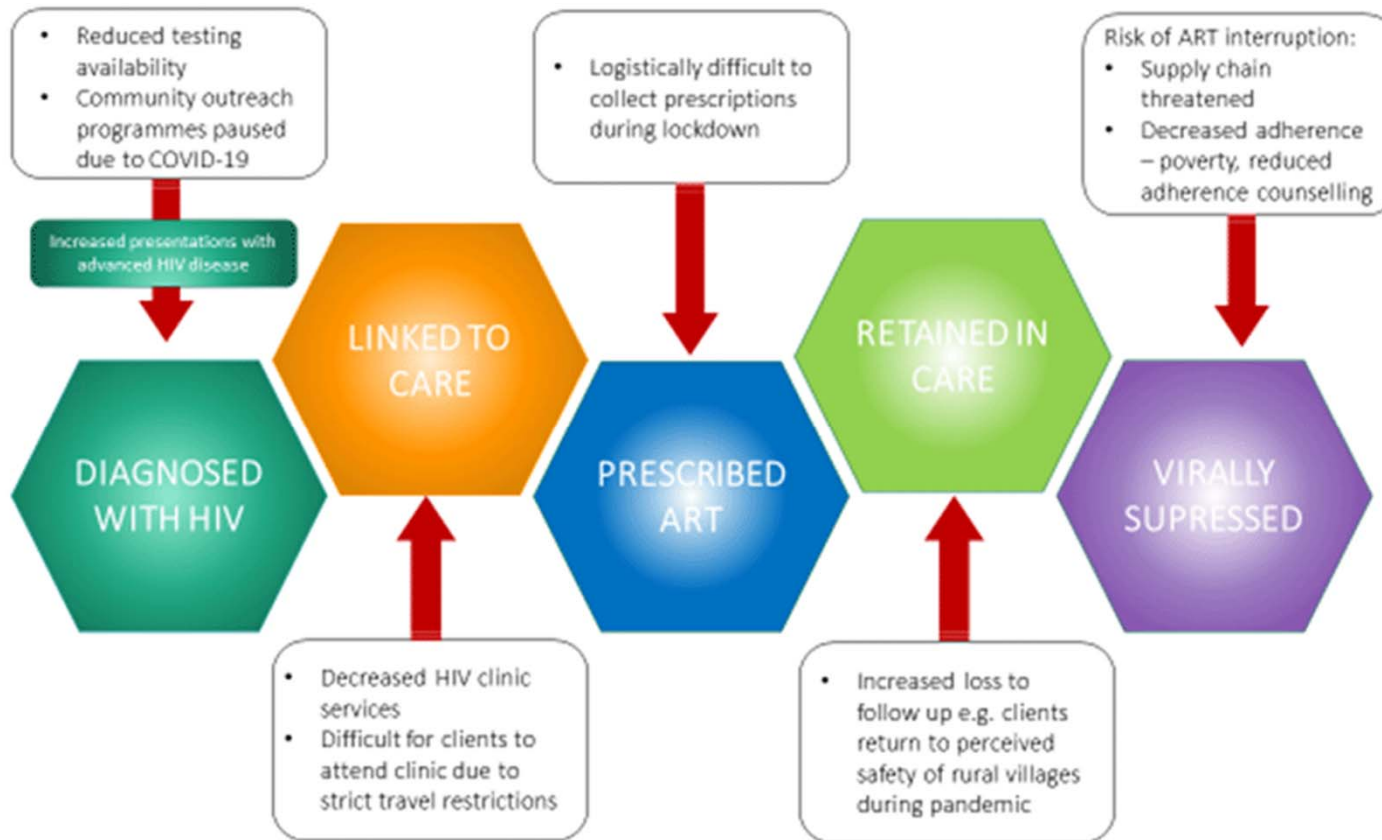 • Reduced testing
availability
• Community outreach
programmes paused
due to COVID-19
Increased presentations with
advanced HIV disease
DIAGNOSED
WITH HIV
LINKED TO
CARE
• Decreased HIV clinic
services
• Difficult for clients to
attend clinic due to
strict travel restrictions
• Logistically difficult to
collect prescriptions
during lockdown
PRESCRIBED
ART
RETAINED IN
CARE
• Increased loss to
follow up e.g. clients
return to perceived
safety of rural villages
during pandemic
Risk of ART interruption:
• Supply chain
threatened
• Decreased adherence
– poverty, reduced
adherence counselling
VIRALLY
SUPRESSED